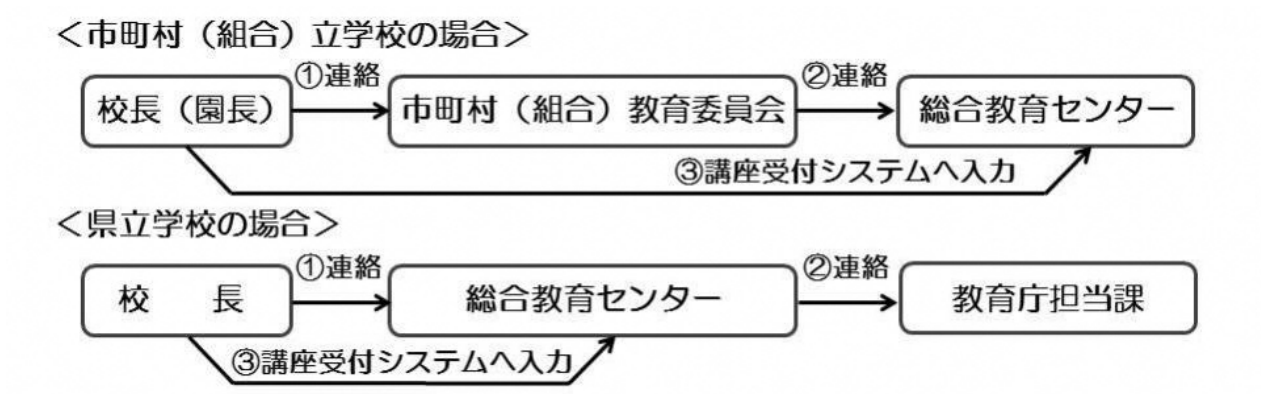 ＜市町村（組合）立学校の場合＞
①連絡 ②連絡
校長（園長） 市町村（組合）教育委員会 総合教育センター
③講座受付システムへ入力
＜県立学校の場合＞
①連絡 ②連絡
校　長 総合教育センター 教育庁担当課
③講座受付システムへ入力